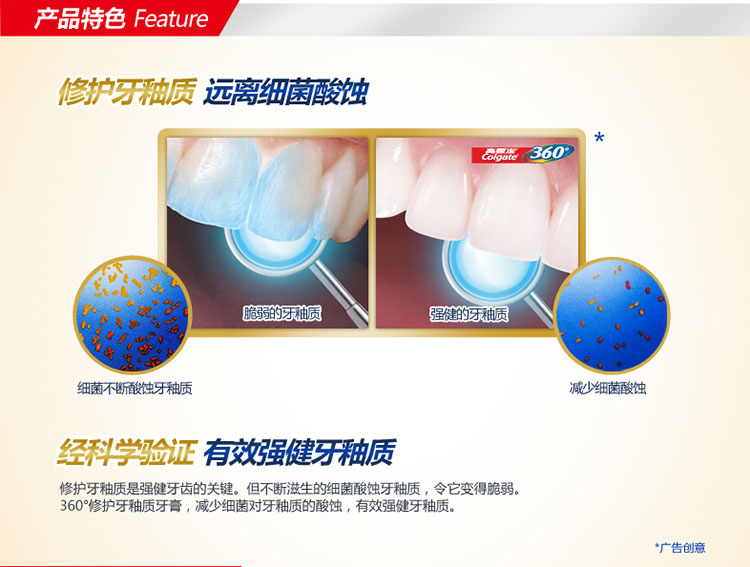 产品特色 Feature
修护牙釉质 远离细菌酸蚀
*
高露洁
Colgate 360°
脆弱的牙釉质
强健的牙釉质
细菌不断酸蚀牙釉质
减少细菌酸蚀
经科学验证 有效强健牙釉质
修护牙釉质是强健牙齿的关键。但不断滋生的细菌酸蚀牙釉质，令它变得脆弱。
360°修护牙釉质牙膏，减少细菌对牙釉质的酸蚀，有效强健牙釉质。
*广告创意